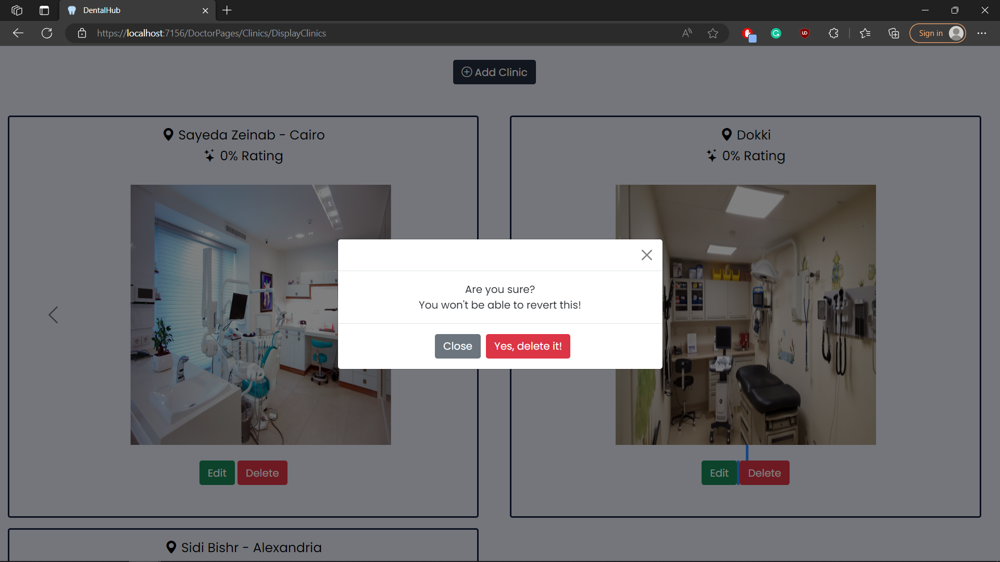 DentalHub
https://localhost:7156/DoctorPages/Clinics/DisplayClinics
Sign in
Add Clinic
Sayeda Zeinab - Cairo
0% Rating
Dokki
0% Rating
Are you sure?
You won't be able to revert this!
Close
Yes, delete it!
Edit
Delete
Edit
Delete
Sidi Bishr - Alexandria